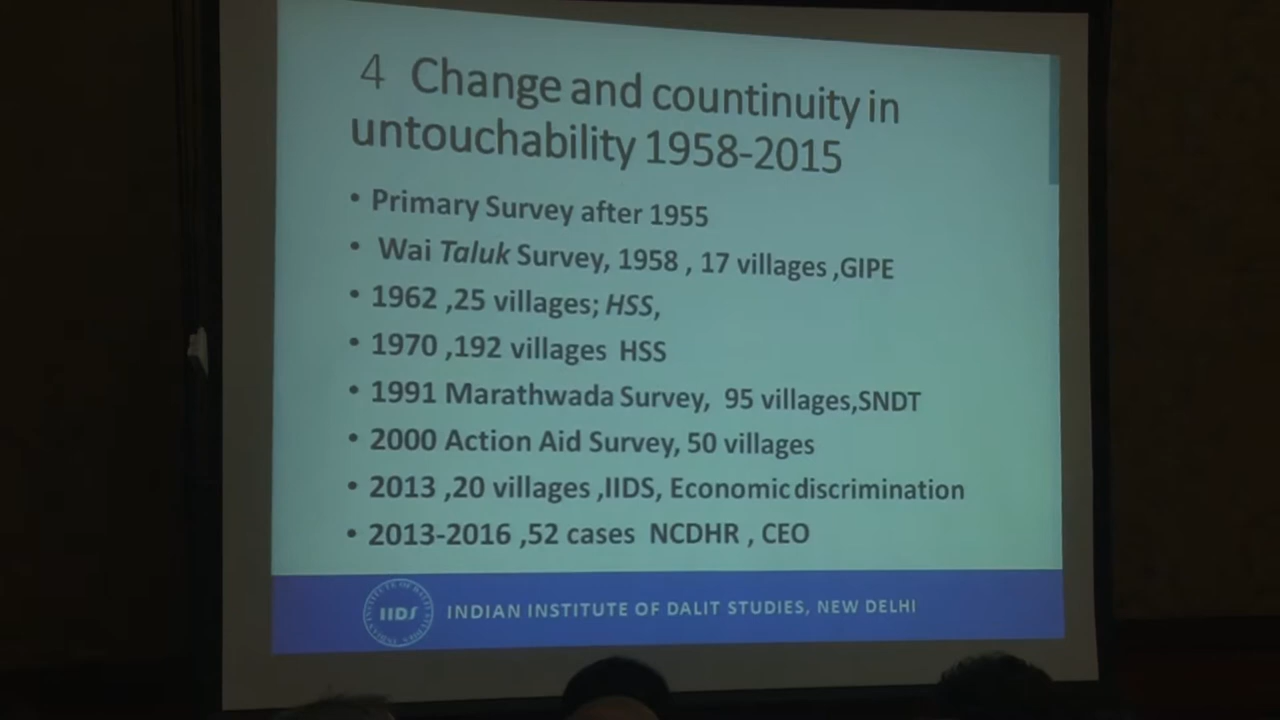 4 Change and countinuity in
untouchability 1958-2015
• Primary Survey after 1955
• Wai Taluk Survey, 1958 , 17 villages ,GIPE
• 1962 ,25 villages; HSS,
• 1970 ,192 villages HSS
• 1991 Marathwada Survey, 95 villages,SNDT
• 2000 Action Aid Survey, 50 villages
• 2013 ,20 villages ,IIDS, Economic discrimination
• 2013-2016 ,52 cases NCDHR , CEO
IIDS
INDIAN INSTITUTE OF DALIT STUDIES, NEW DELHI